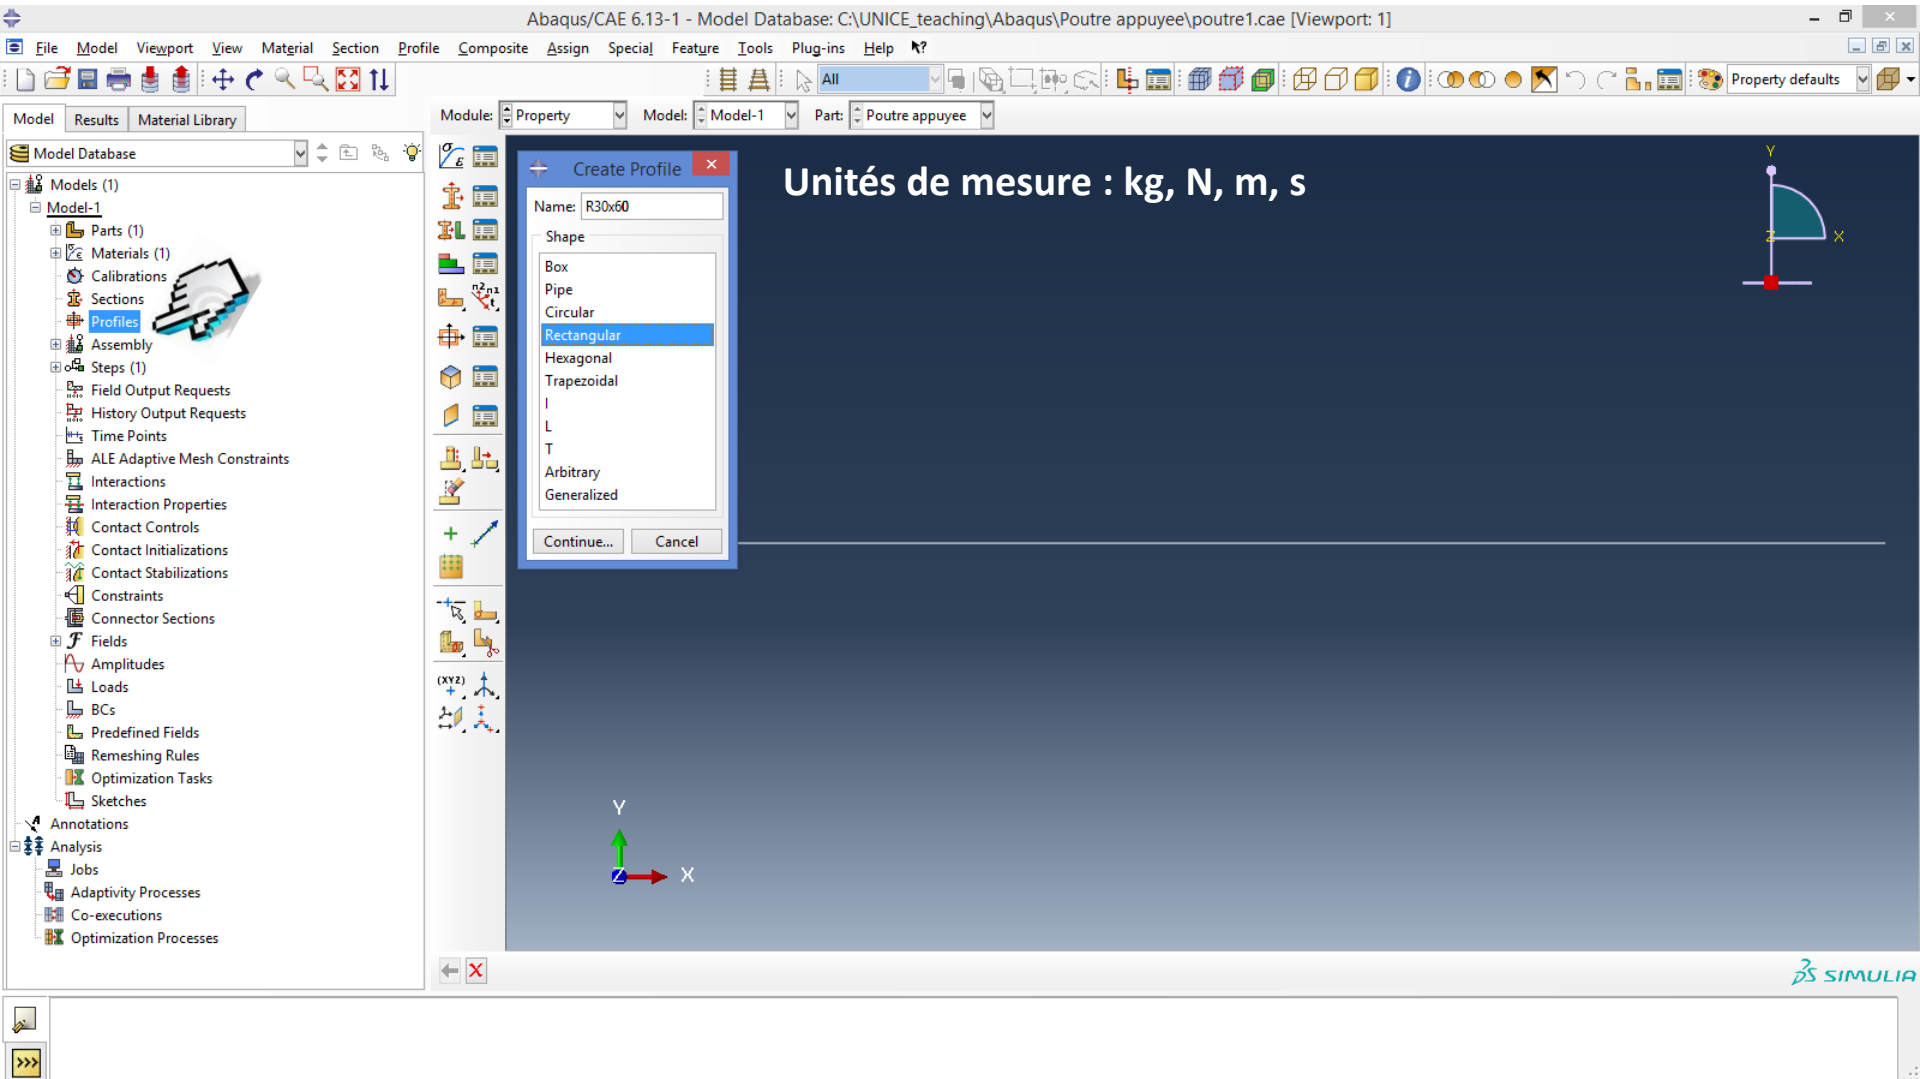 Abaqus/CAE 6.13-1 - Model Database: C:\UNICE_teaching\Abaqus\Poutre appuyee\poutre1.cae [Viewport: 1]
File Model Viewport View Material Section Profile Composite Assign Special Feature Tools Plug-ins Help
All
Property defaults
Model Results Material Library
Module: Property Model: Model-1 Part: Poutre appuyee
Model Database
Models (1)
Model-1
Parts (1)
Materials (1)
Calibrations
Sections
Profiles
Assembly
Steps (1)
Field Output Requests
History Output Requests
Time Points
ALE Adaptive Mesh Constraints
Interactions
Interaction Properties
Contact Controls
Contact Initializations
Contact Stabilizations
Constraints
Connector Sections
Fields
Amplitudes
Loads
BCs
Predefined Fields
Remeshing Rules
Optimization Tasks
Sketches
Annotations
Analysis
Jobs
Adaptivity Processes
Co-executions
Optimization Processes
Create Profile
Name: R30x60
Shape
Box
Pipe
Circular
Rectangular
Hexagonal
Trapezoidal
I
L
T
Arbitrary
Generalized
Continue... Cancel
Unités de mesure : kg, N, m, s
Y
Z X
Y
Z X
(XYZ)
SIMULIA
>>>